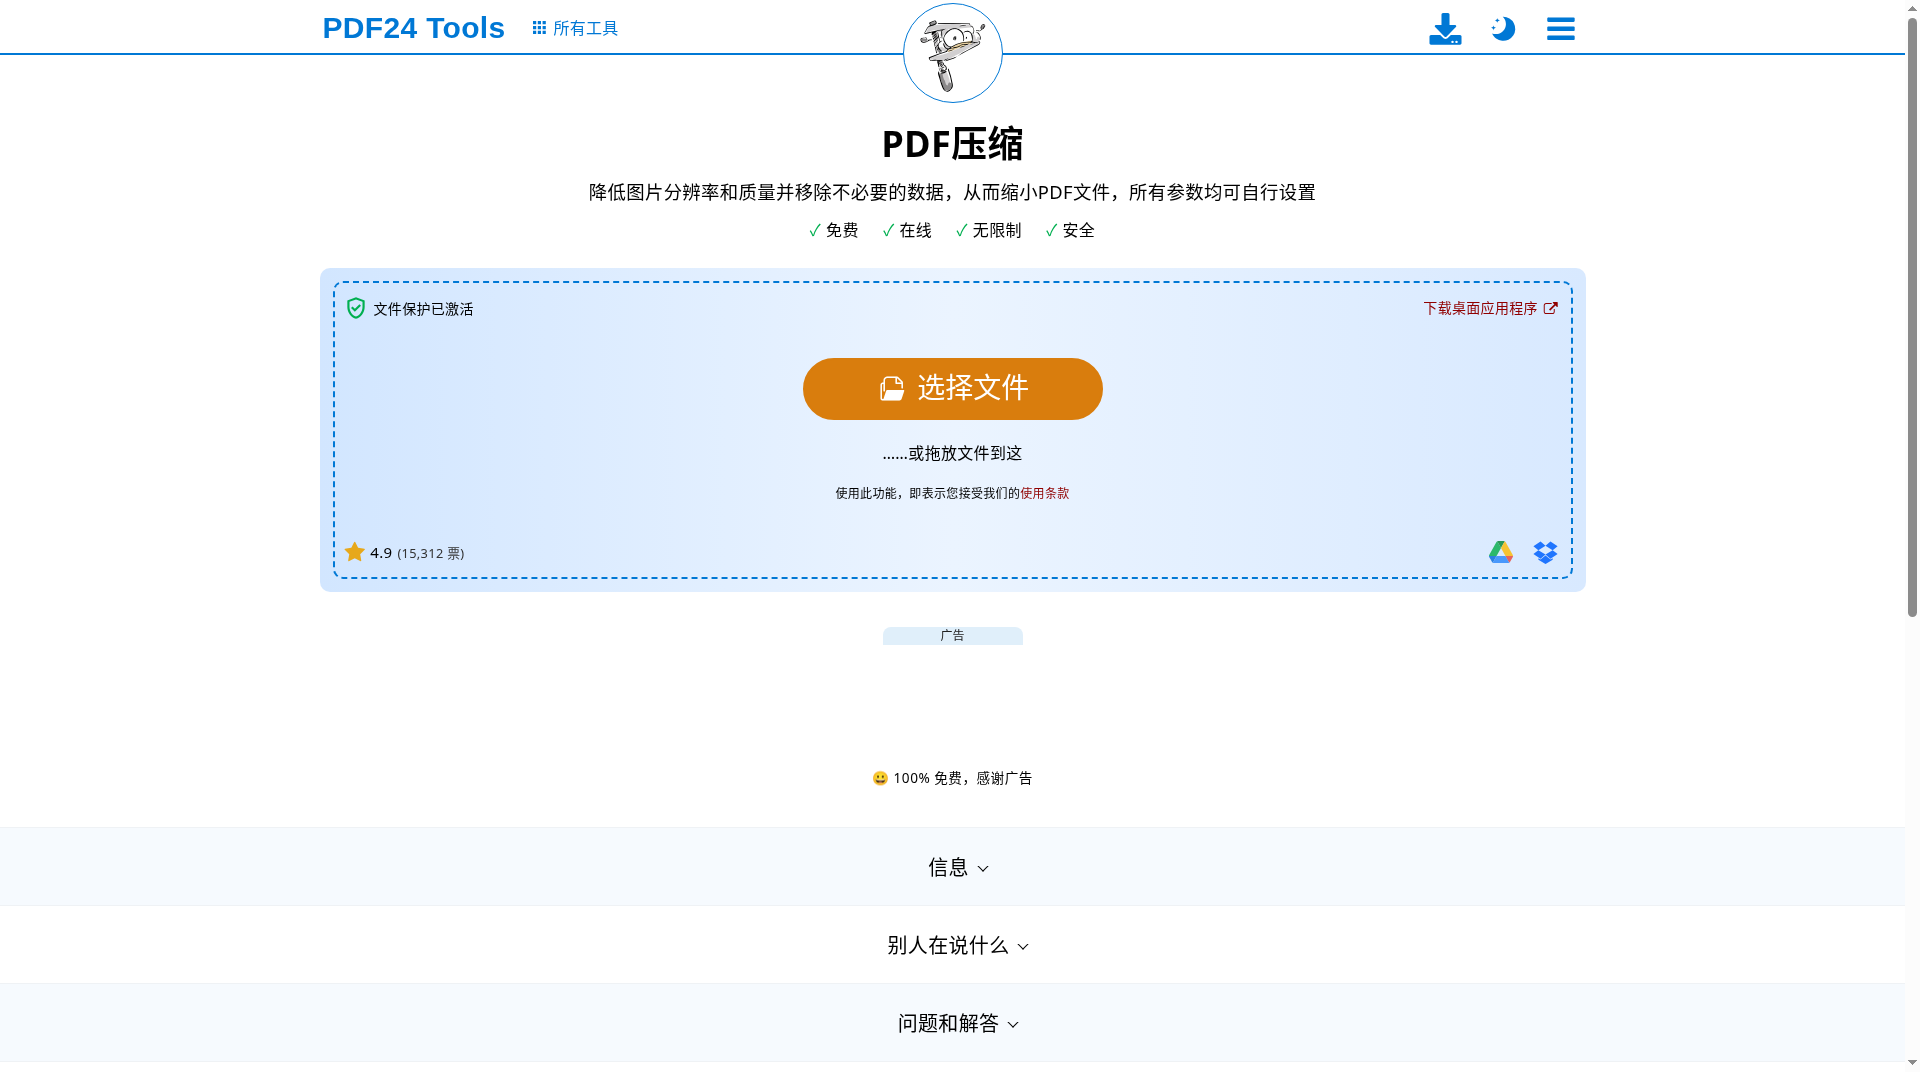 PDF24 Tools
所有工具
PDF压缩
降低图片分辨率和质量并移除不必要的数据，从而缩小PDF文件，所有参数均可自行设置
✓ 免费 ✓ 在线 ✓ 无限制 ✓ 安全
文件保护已激活
下载桌面应用程序
选择文件
……或拖放文件到这
使用此功能，即表示您接受我们的使用条款
4.9 (15,312 票)
广告
😀 100% 免费，感谢广告
信息
别人在说什么
问题和解答